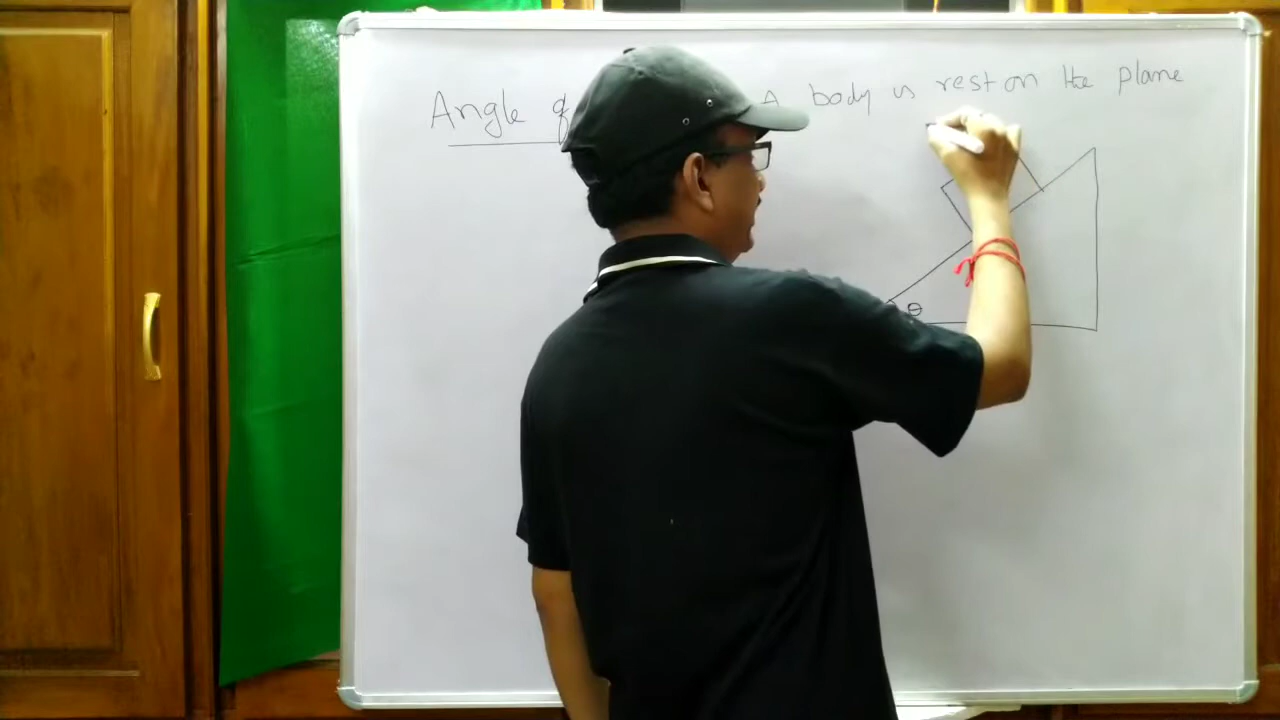 Angle of A body is rest on the plane
θ